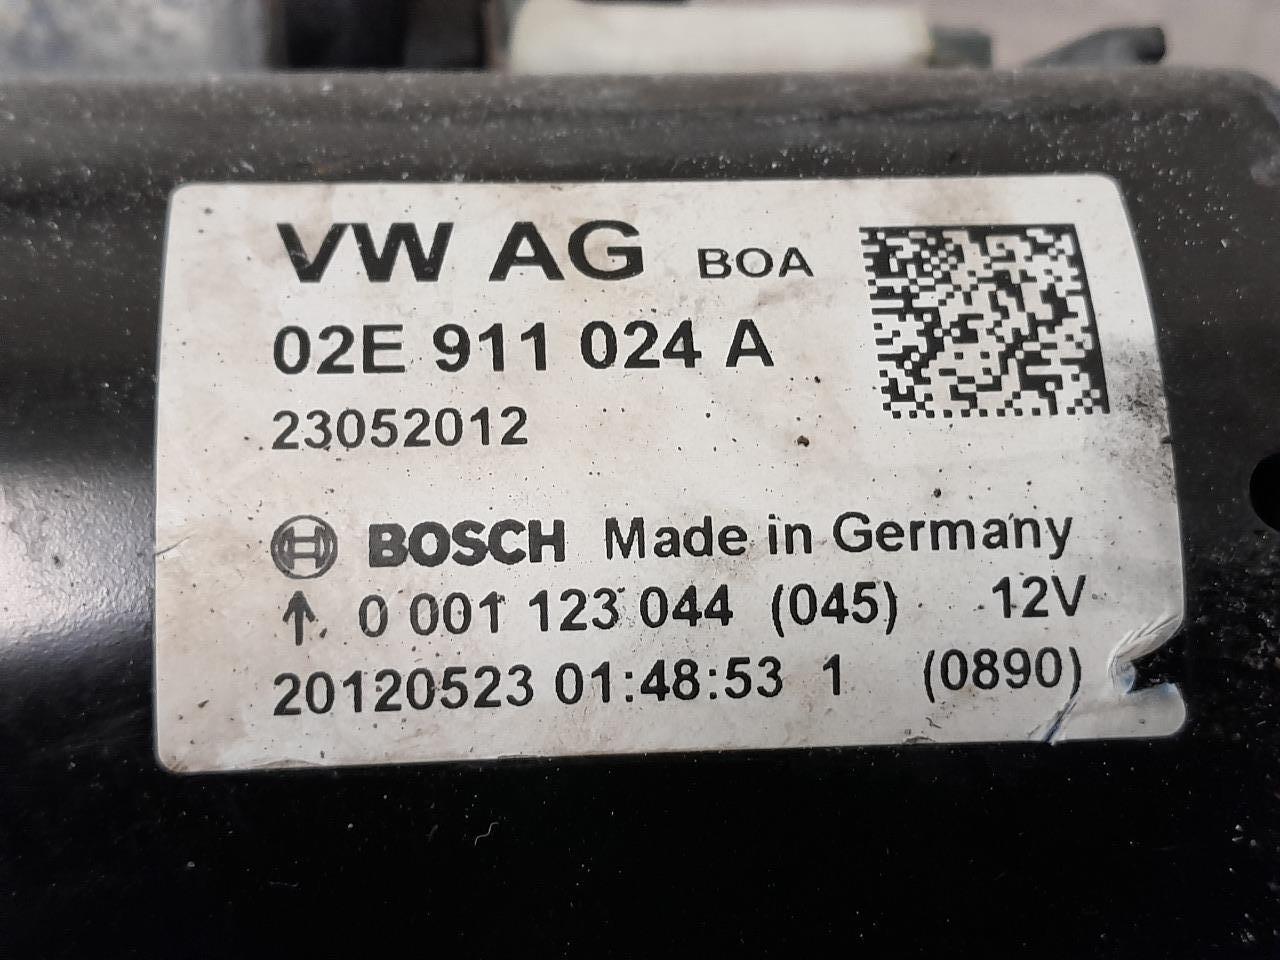 VW AG BOA
02E 911 024 A
23052012
BOSCH Made in Germany
↑ 0 001 123 044 (045) 12V
20120523 01:48:53 1 (0890)